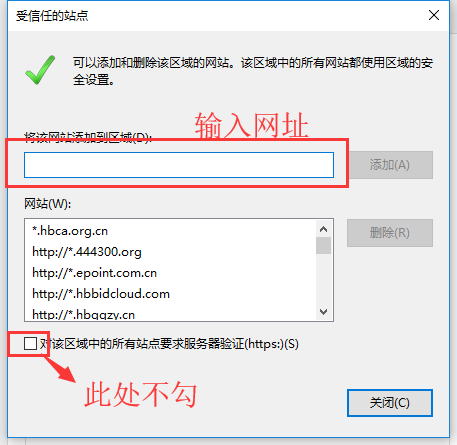 受信任的站点
可以添加和删除该区域的网站。该区域中的所有网站都使用区域的安
全设置。
输入网址
将该网站添加到区域(D):
添加(A)
网站(W):
*.hbca.org.cn
http://*.444300.org
http://*.epoint.com.cn
http://*.hbbidcloud.com
http://*.hbggzy.cn
删除(R)
对该区域中的所有站点要求服务器验证(https:)(S)
此处不勾
关闭(C)